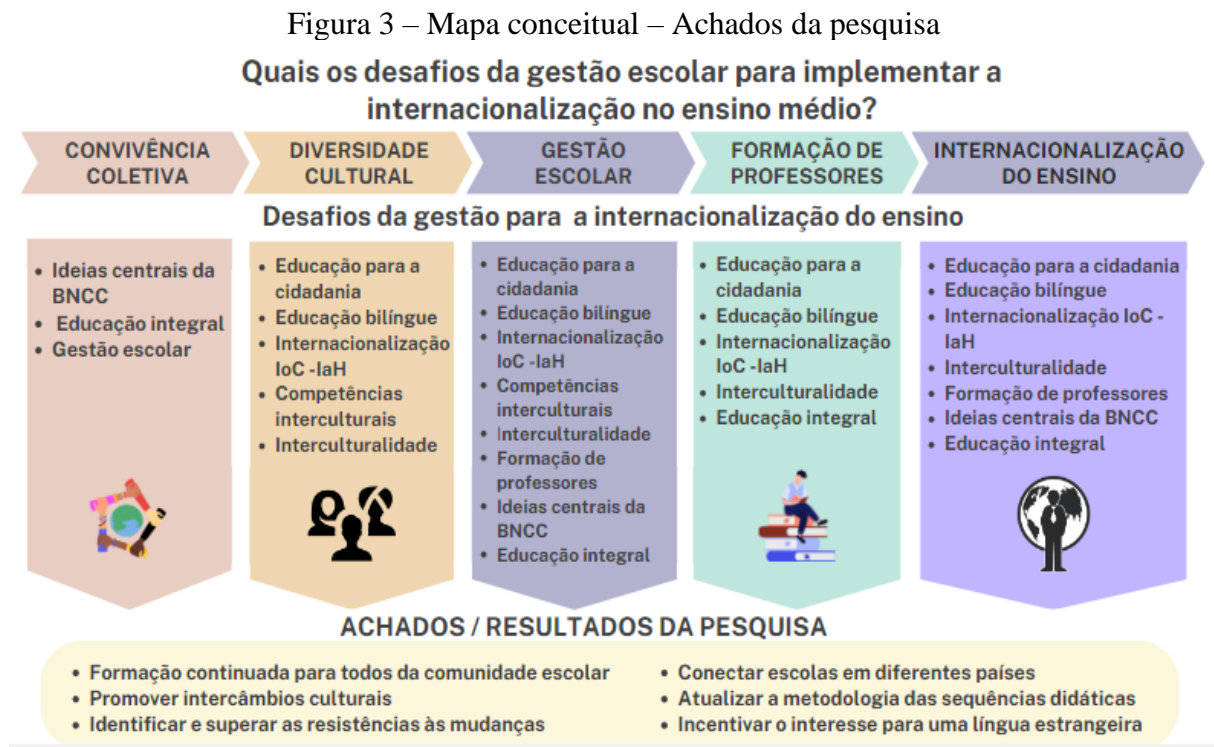 Figura 3 – Mapa conceitual – Achados da pesquisa
Quais os desafios da gestão escolar para implementar a
internacionalização no ensino médio?
CONVIVÊNCIA
COLETIVA
DIVERSIDADE
CULTURAL
GESTÃO
ESCOLAR
FORMAÇÃO DE
PROFESSORES
INTERNACIONALIZAÇÃO
DO ENSINO
Desafios da gestão para a internacionalização do ensino
• Ideias centrais da
BNCC
• Educação integral
• Gestão escolar
• Educação para a
cidadania
• Educação bilíngue
• Internacionalização
IoC -IaH
• Competências
interculturais
• Interculturalidade
• Educação para a
cidadania
• Educação bilíngue
• Internacionalização
IoC -IaH
• Competências
interculturais
• Interculturalidade
• Formação de
professores
• Ideias centrais da
BNCC
• Educação integral
• Educação para a
cidadania
• Educação bilíngue
• Internacionalização
IoC -IaH
• Interculturalidade
• Educação integral
• Educação para a cidadania
• Educação bilíngue
• Internacionalização IoC -
IaH
• Interculturalidade
• Formação de professores
• Ideias centrais da BNCC
• Educação integral
ACHADOS / RESULTADOS DA PESQUISA
• Formação continuada para todos da comunidade escolar
• Promover intercâmbios culturais
• Identificar e superar as resistências às mudanças
• Conectar escolas em diferentes países
• Atualizar a metodologia das sequências didáticas
• Incentivar o interesse para uma língua estrangeira